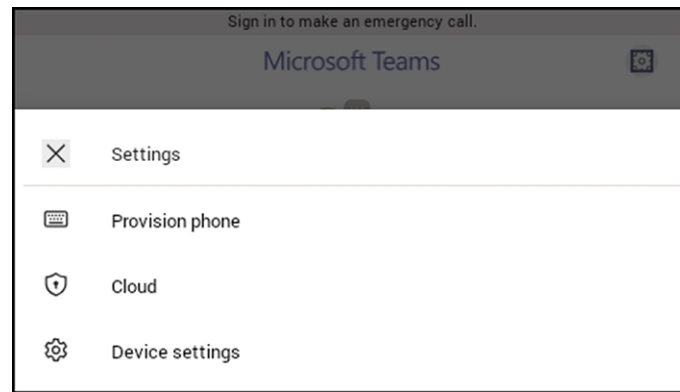 Sign in to make an emergency call.
Microsoft Teams
Settings
Provision phone
Cloud
Device settings